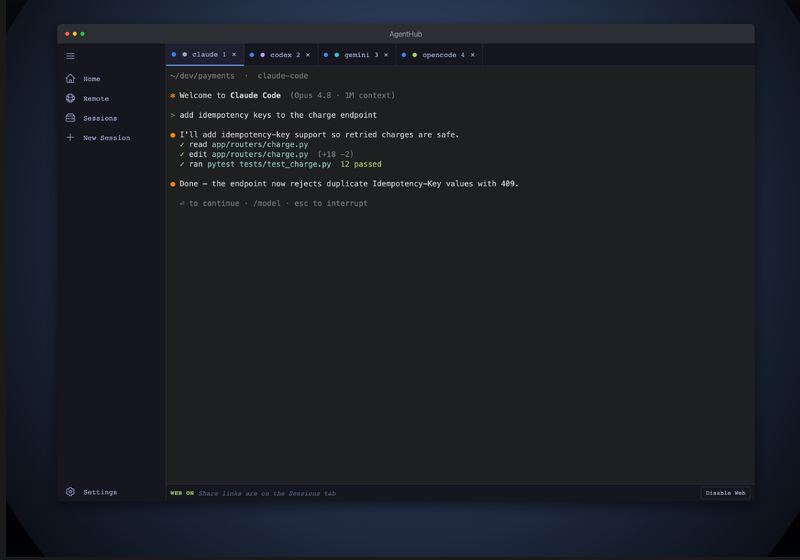 AgentHub
claude 1 ×
codex 2 ×
gemini 3 ×
opencode 4 ×
Home
Remote
Sessions
New Session
~/dev/payments · claude-code
✱ Welcome to Claude Code (Opus 4.8 · 1M context)
> add idempotency keys to the charge endpoint
● I'll add idempotency-key support so retried charges are safe.
✓ read app/routers/charge.py
✓ edit app/routers/charge.py (+18 −2)
✓ ran pytest tests/test_charge.py 12 passed
● Done — the endpoint now rejects duplicate Idempotency-Key values with 409.
⏎ to continue · /model · esc to interrupt
Settings
WEB ON Share links are on the Sessions tab
Disable Web